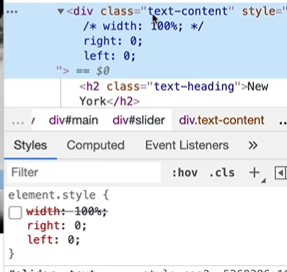 ... ▼<div class="text-content" style="
/* width: 100%; */
right: 0;
left: 0;
"> == $0
<h2 class="text-heading">New
York</h2>
... div#main div#slider div.text-content ...
Styles Computed Event Listeners »
Filter :hov .cls +
element.style {
width: 100%;
right: 0;
left: 0;
}